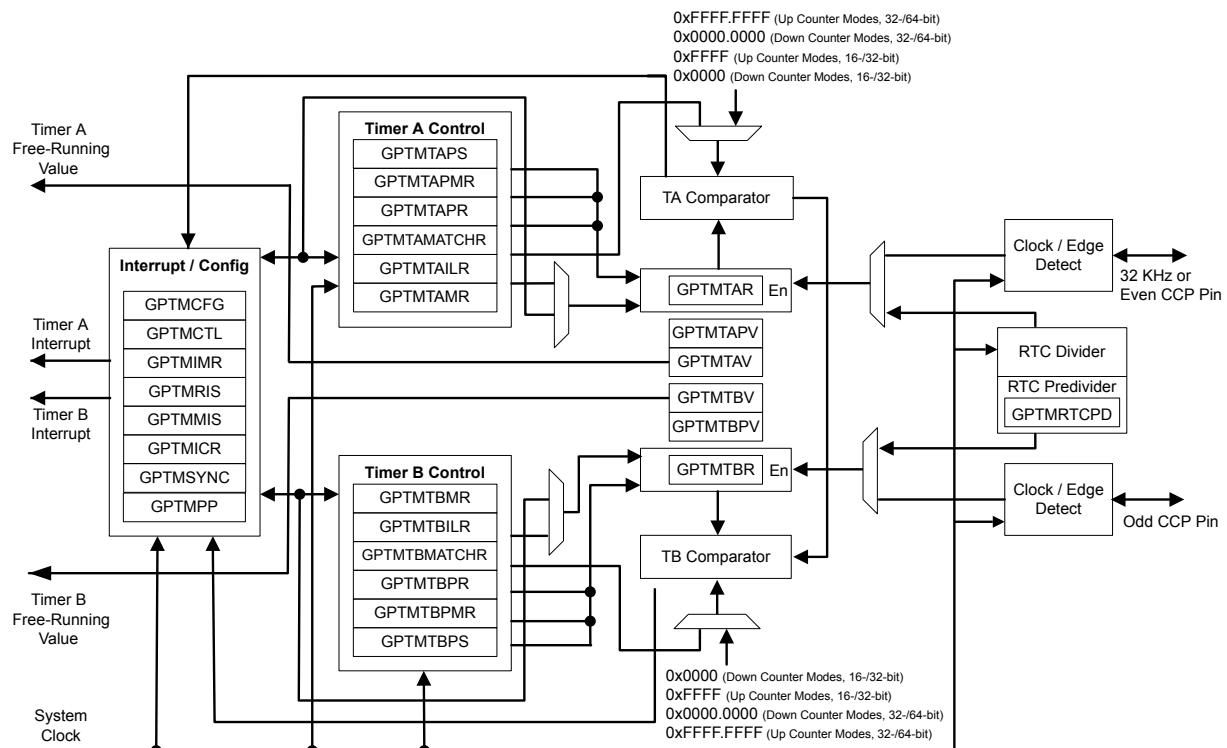 0xFFFF.FFFF (Up Counter Modes, 32-/64-bit)
0x0000.0000 (Down Counter Modes, 32-/64-bit)
0xFFFF (Up Counter Modes, 16-/32-bit)
0x0000 (Down Counter Modes, 16-/32-bit)
Timer A
Free-Running
Value
Timer A Control
GPTMTAPS
GPTMTAPMR
GPTMTAPR
GPTMTAMATCHR
GPTMTAILR
GPTMTAMR
TA Comparator
GPTMTAR
En
Clock / Edge
Detect
32 KHz or
Even CCP Pin
Interrupt / Config
GPTMCFG
GPTMCTL
GPTMIMR
GPTMRIS
GPTMMIS
GPTMICR
GPTMSYNC
GPTMPP
Timer A
Interrupt
Timer B
Interrupt
GPTMTAPV
GPTMTAV
GPTMTBV
GPTMTBPV
RTC Divider
RTC Predivider
GPTMRTCPD
Timer B Control
GPTMTBMR
GPTMTBILR
GPTMTBMATCHR
GPTMTBPR
GPTMTBPMR
GPTMTBPS
GPTMTBR
En
TB Comparator
Clock / Edge
Detect
Odd CCP Pin
Timer B
Free-Running
Value
0x0000 (Down Counter Modes, 16-/32-bit)
0xFFFF (Up Counter Modes, 16-/32-bit)
0x0000.0000 (Down Counter Modes, 32-/64-bit)
0xFFFF.FFFF (Up Counter Modes, 32-/64-bit)
System
Clock